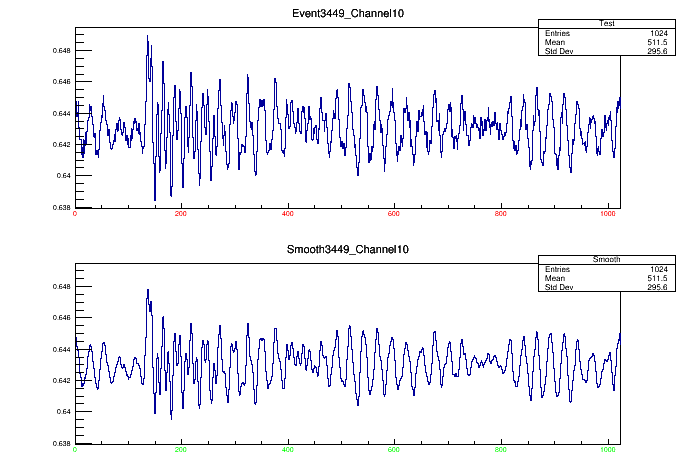 Event3449_Channel10
Test
Entries 1024
Mean 511.5
Std Dev 295.6
0.648
0.646
0.644
0.642
0.64
0.638
0 200 400 600 800 1000
Smooth3449_Channel10
Smooth
Entries 1024
Mean 511.5
Std Dev 295.6
0.648
0.646
0.644
0.642
0.64
0.638
0 200 400 600 800 1000